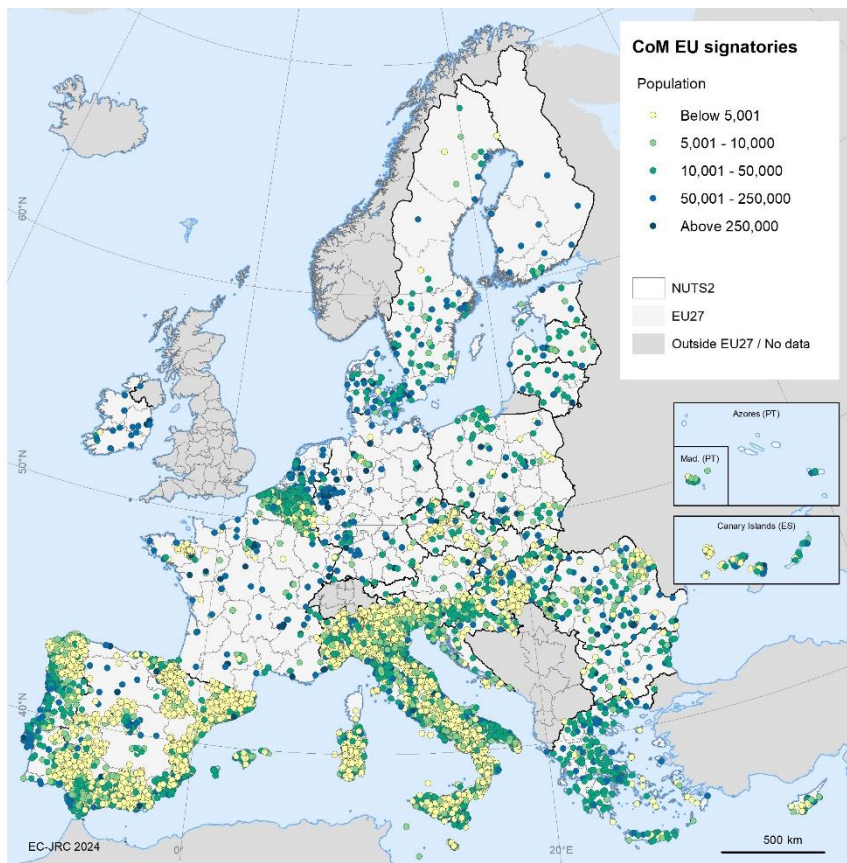 CoM EU signatories
Population
Below 5,001
5,001 - 10,000
10,001 - 50,000
50,001 - 250,000
Above 250,000
NUTS2
EU27
Outside EU27 / No data
60°N
50°N
40°N
Azores (PT)
Mad. (PT)
Canary Islands (ES)
EC-JRC 2024
0°
20°E
500 km